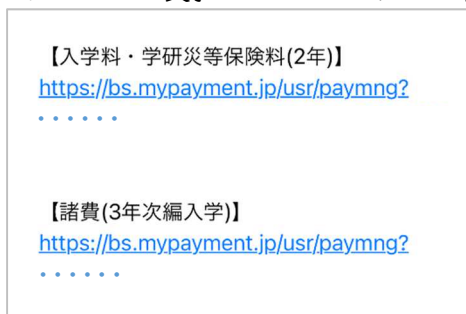 【入学料・学研災等保険料(2年)】
https://bs.mypayment.jp/usr/paymng?
・・・・・・
【諸費(3年次編入学)】
https://bs.mypayment.jp/usr/paymng?
・・・・・・